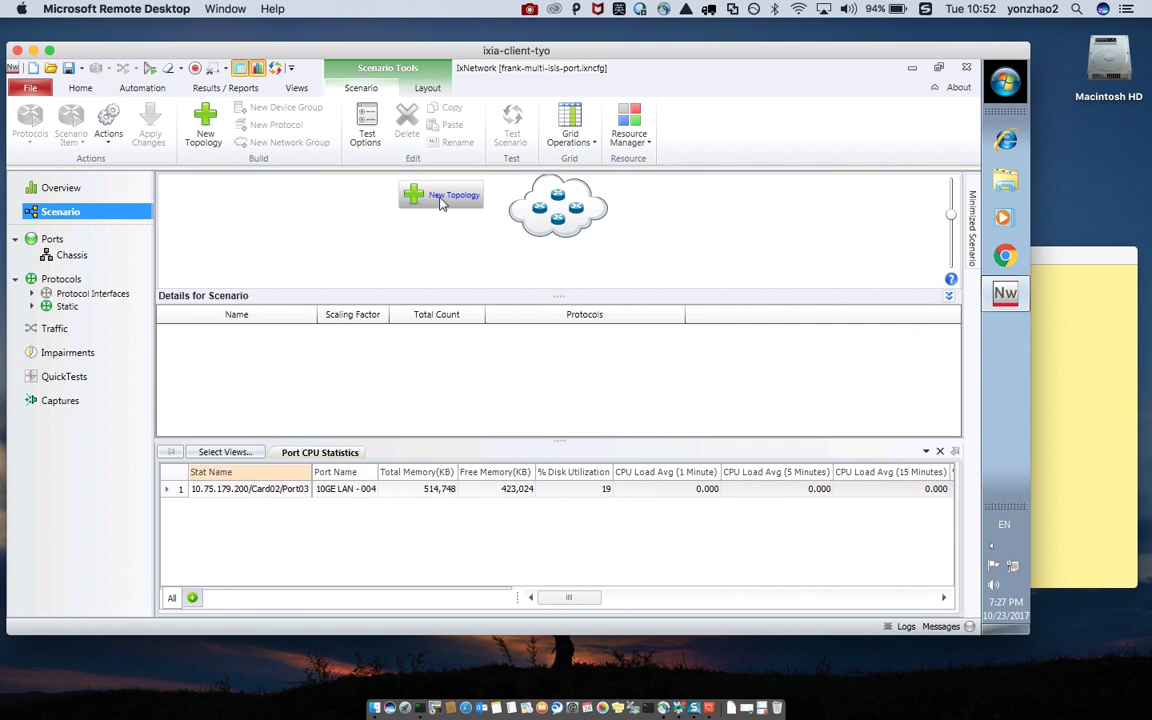 Microsoft Remote Desktop Window Help 94% Tue 10:52 yonzhao2
ixia-client-tyo
Nw Scenario Tools IxNetwork [frank-multi-isis-port.ixncfg]
File Home Automation Results / Reports Views Scenario Layout About
Protocols Scenario Item Actions Apply Changes New Topology New Device Group New Protocol New Network Group Test Options Delete Copy Paste Rename Test Scenario Grid Operations Resource Manager
Actions Build Edit Test Grid Resource
Macintosh HD
Overview
Scenario
Ports
Chassis
Protocols
Protocol Interfaces
Static
Traffic
Impairments
QuickTests
Captures
New Topology
Minimized Scenario
Details for Scenario
Name Scaling Factor Total Count Protocols
Select Views... Port CPU Statistics
Stat Name Port Name Total Memory(KB) Free Memory(KB) % Disk Utilization CPU Load Avg (1 Minute) CPU Load Avg (5 Minutes) CPU Load Avg (15 Minutes)
1 10.75.179.200/Card02/Port03 10GE LAN - 004 514,748 423,024 19 0.000 0.000 0.000
All
Logs Messages
Nw
EN
7:27 PM
10/23/2017